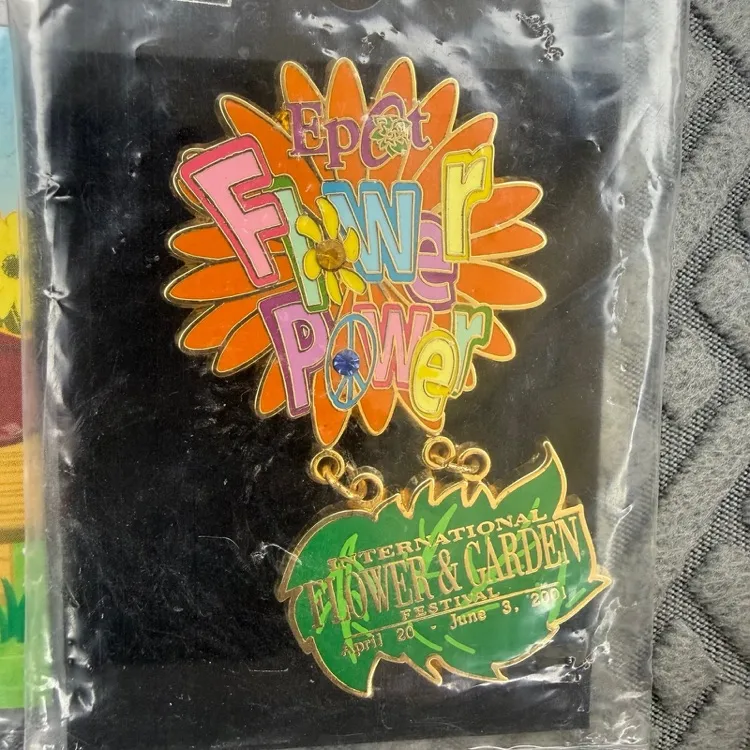 Epcot
Flower
Power
INTERNATIONAL
FLOWER & GARDEN
FESTIVAL
April 20 - June 3, 2001